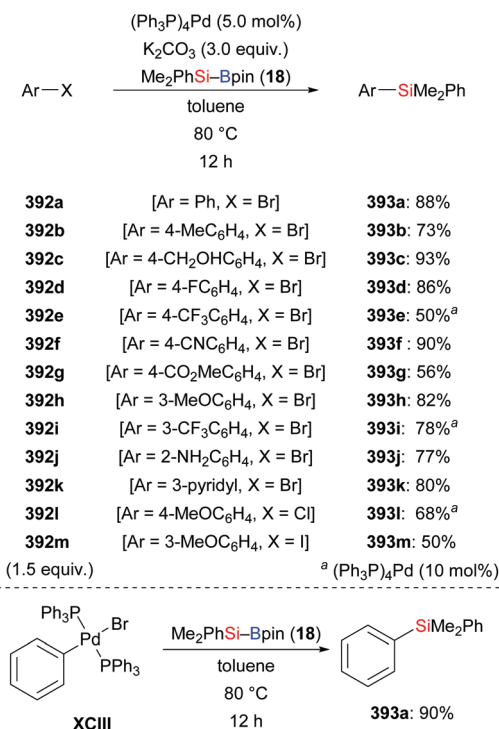 (Ph3P)4Pd (5.0 mol%)
K2CO3 (3.0 equiv.)
Me2PhSi–Bpin (18)
Ar—X
toluene
80 °C
12 h
Ar—SiMe2Ph
392a [Ar = Ph, X = Br] 393a: 88%
392b [Ar = 4-MeC6H4, X = Br] 393b: 73%
392c [Ar = 4-CH2OHC6H4, X = Br] 393c: 93%
392d [Ar = 4-FC6H4, X = Br] 393d: 86%
392e [Ar = 4-CF3C6H4, X = Br] 393e: 50%a
392f [Ar = 4-CNC6H4, X = Br] 393f : 90%
392g [Ar = 4-CO2MeC6H4, X = Br] 393g: 56%
392h [Ar = 3-MeOC6H4, X = Br] 393h: 82%
392i [Ar = 3-CF3C6H4, X = Br] 393i: 78%a
392j [Ar = 2-NH2C6H4, X = Br] 393j: 77%
392k [Ar = 3-pyridyl, X = Br] 393k: 80%
392l [Ar = 4-MeOC6H4, X = Cl] 393l: 68%a
392m [Ar = 3-MeOC6H4, X = I] 393m: 50%
(1.5 equiv.) a (Ph3P)4Pd (10 mol%)
Ph3P
Br
Pd
PPh3
XCIII
Me2PhSi–Bpin (18)
toluene
80 °C
12 h
SiMe2Ph
393a: 90%